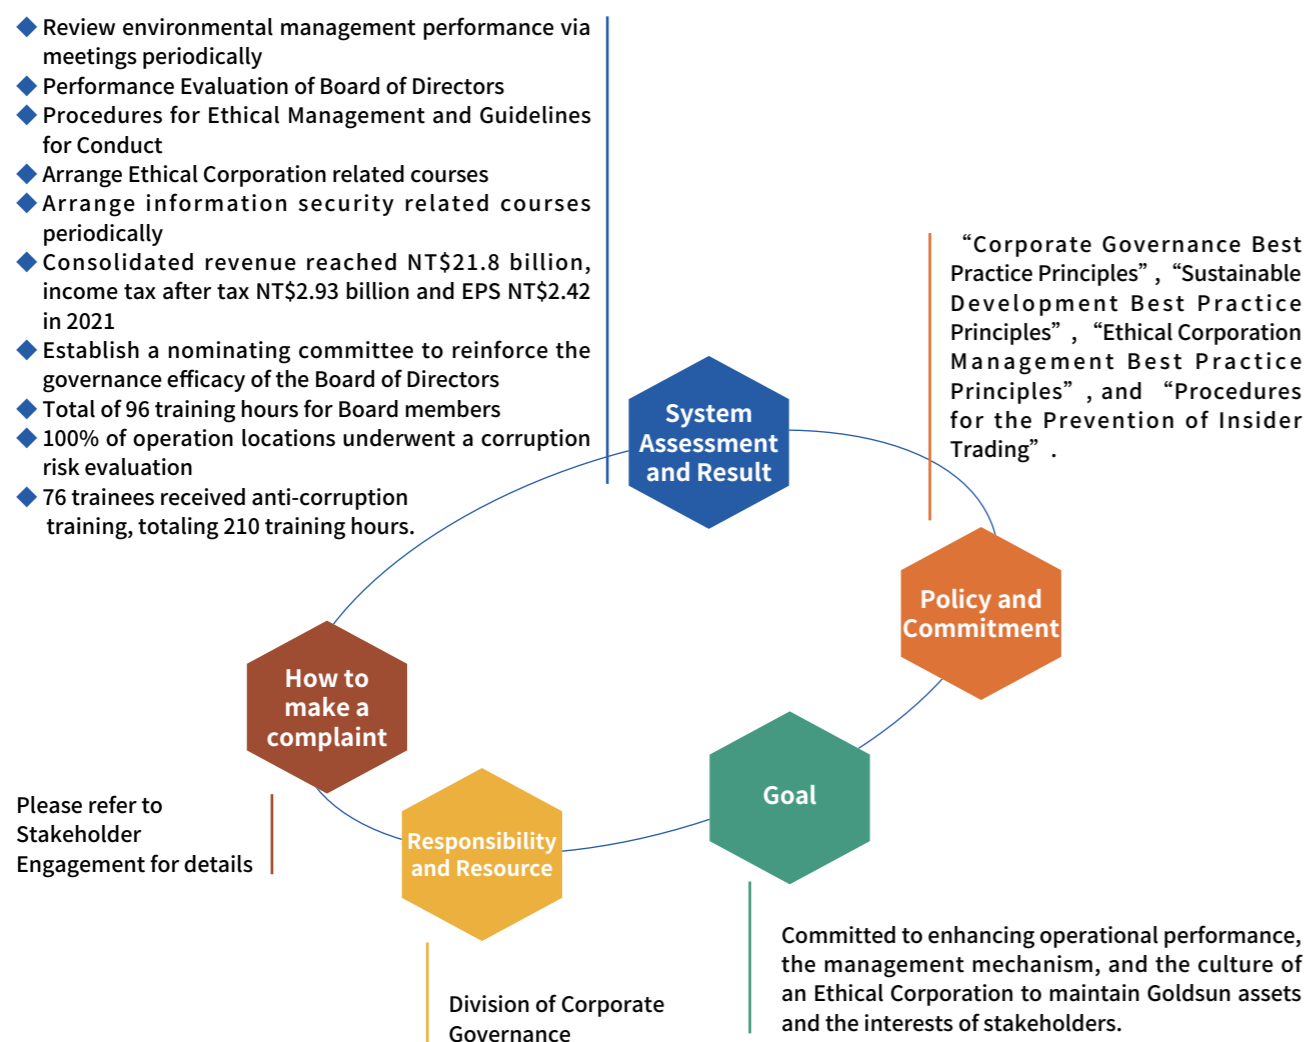 Review environmental management performance via
meetings periodically
Performance Evaluation of Board of Directors
Procedures for Ethical Management and Guidelines
for Conduct
Arrange Ethical Corporation related courses
Arrange information security related courses
periodically
Consolidated revenue reached NT$21.8 billion,
income tax after tax NT$2.93 billion and EPS NT$2.42
in 2021
Establish a nominating committee to reinforce the
governance efficacy of the Board of Directors
Total of 96 training hours for Board members
100% of operation locations underwent a corruption
risk evaluation
76 trainees received anti-corruption
training, totaling 210 training hours.
System
Assessment
and Result
“Corporate Governance Best
Practice Principles”, “Sustainable
Development Best Practice
Principles”, “Ethical Corporation
Management Best Practice
Principles”, and “Procedures
for the Prevention of Insider
Trading”.
Policy and
Commitment
Goal
Committed to enhancing operational performance,
the management mechanism, and the culture of
an Ethical Corporation to maintain Goldsun assets
and the interests of stakeholders.
Responsibility
and Resource
Division of Corporate
Governance
How to
make a
complaint
Please refer to
Stakeholder
Engagement for details